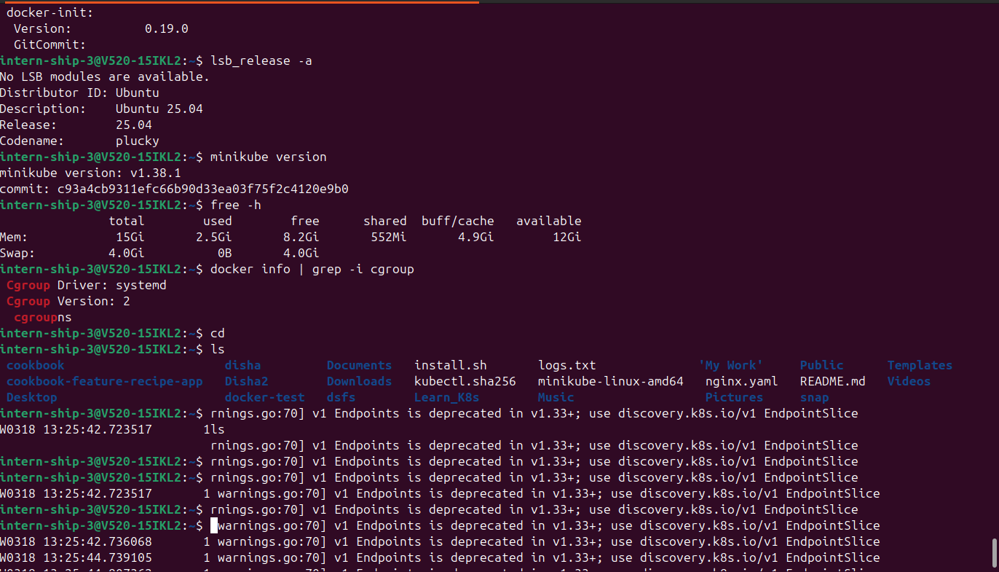 docker-init:
Version: 0.19.0
GitCommit:
intern-ship-3@V520-15IKL2:~$ lsb_release -a
No LSB modules are available.
Distributor ID: Ubuntu
Description: Ubuntu 25.04
Release: 25.04
Codename: plucky
intern-ship-3@V520-15IKL2:~$ minikube version
minikube version: v1.38.1
commit: c93a4cb9311efc66b90d33ea03f75f2c4120e9b0
intern-ship-3@V520-15IKL2:~$ free -h
total used free shared buff/cache available
Mem: 15Gi 2.5Gi 8.2Gi 552Mi 4.9Gi 12Gi
Swap: 4.0Gi 0B 4.0Gi
intern-ship-3@V520-15IKL2:~$ docker info | grep -i cgroup
Cgroup Driver: systemd
Cgroup Version: 2
cgroupns
intern-ship-3@V520-15IKL2:~$ cd
intern-ship-3@V520-15IKL2:~$ ls
cookbook disha Documents install.sh logs.txt 'My Work' Public Templates
cookbook-feature-recipe-app Disha2 Downloads kubectl.sha256 minikube-linux-amd64 nginx.yaml README.md Videos
Desktop docker-test dsfs Learn_K8s Music Pictures snap
intern-ship-3@V520-15IKL2:~$ rnings.go:70] v1 Endpoints is deprecated in v1.33+; use discovery.k8s.io/v1 EndpointSlice
W0318 13:25:42.723517 1ls
rnings.go:70] v1 Endpoints is deprecated in v1.33+; use discovery.k8s.io/v1 EndpointSlice
intern-ship-3@V520-15IKL2:~$ rnings.go:70] v1 Endpoints is deprecated in v1.33+; use discovery.k8s.io/v1 EndpointSlice
intern-ship-3@V520-15IKL2:~$ rnings.go:70] v1 Endpoints is deprecated in v1.33+; use discovery.k8s.io/v1 EndpointSlice
W0318 13:25:42.723517 1 warnings.go:70] v1 Endpoints is deprecated in v1.33+; use discovery.k8s.io/v1 EndpointSlice
intern-ship-3@V520-15IKL2:~$ rnings.go:70] v1 Endpoints is deprecated in v1.33+; use discovery.k8s.io/v1 EndpointSlice
intern-ship-3@V520-15IKL2:~$ warnings.go:70] v1 Endpoints is deprecated in v1.33+; use discovery.k8s.io/v1 EndpointSlice
W0318 13:25:42.736068 1 warnings.go:70] v1 Endpoints is deprecated in v1.33+; use discovery.k8s.io/v1 EndpointSlice
W0318 13:25:44.739105 1 warnings.go:70] v1 Endpoints is deprecated in v1.33+; use discovery.k8s.io/v1 EndpointSlice